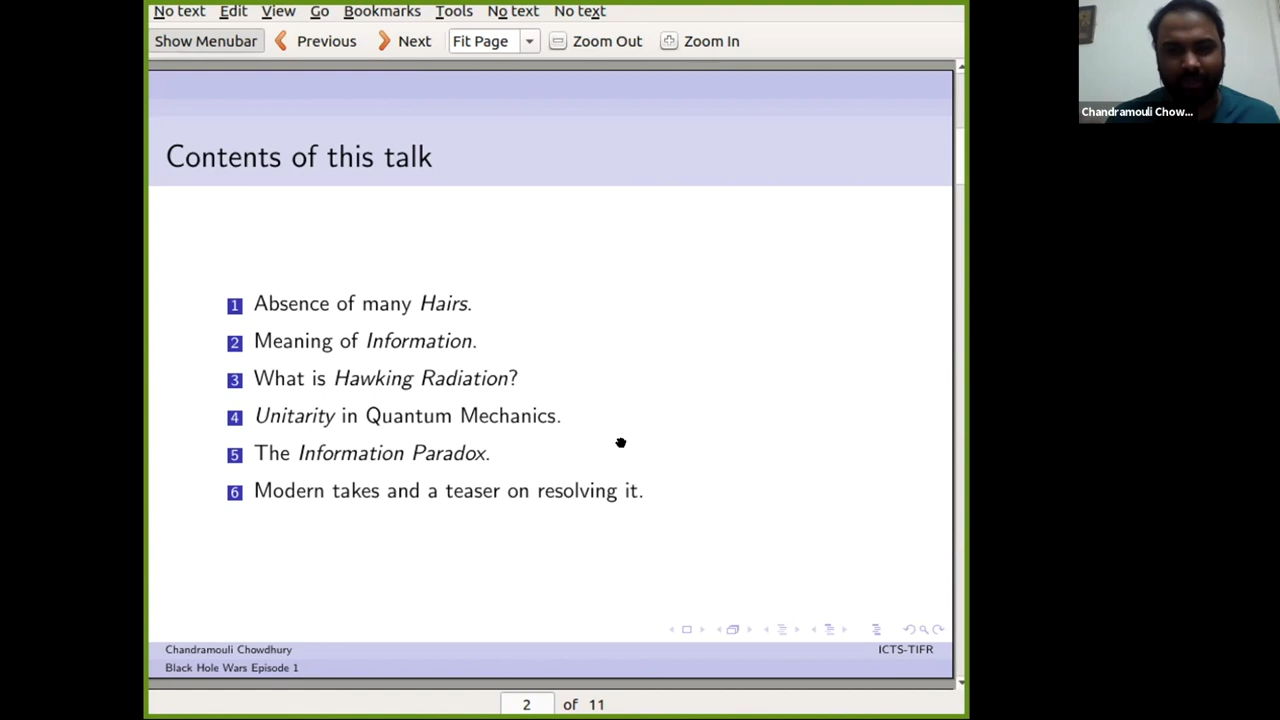 No text Edit View Go Bookmarks Tools No text No text
Show Menubar Previous Next Fit Page Zoom Out Zoom In
Chandramouli Chow...
Contents of this talk
1 Absence of many Hairs.
2 Meaning of Information.
3 What is Hawking Radiation?
4 Unitarity in Quantum Mechanics.
5 The Information Paradox.
6 Modern takes and a teaser on resolving it.
Chandramouli Chowdhury ICTS-TIFR
Black Hole Wars Episode 1
2 of 11